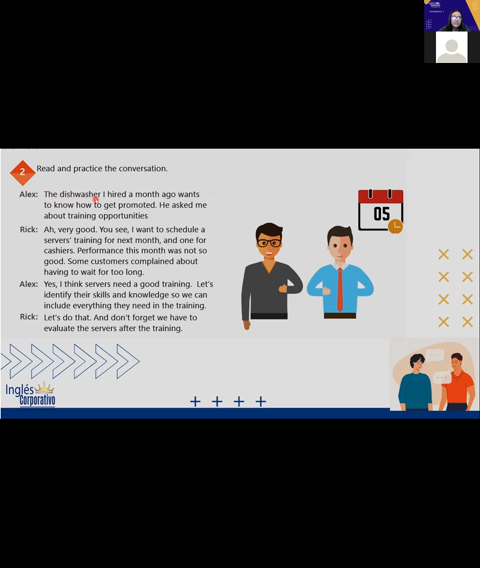 2 Read and practice the conversation.
Alex: The dishwasher I hired a month ago wants
to know how to get promoted. He asked me
about training opportunities
Rick: Ah, very good. You see, I want to schedule a
servers' training for next month, and one for
cashiers. Performance this month was not so
good. Some customers complained about
having to wait for too long.
Alex: Yes, I think servers need a good training. Let's
identify their skills and knowledge so we can
include everything they need in the training.
Rick: Let's do that. And don't forget we have to
evaluate the servers after the training.
05
Inglés
Corporativo